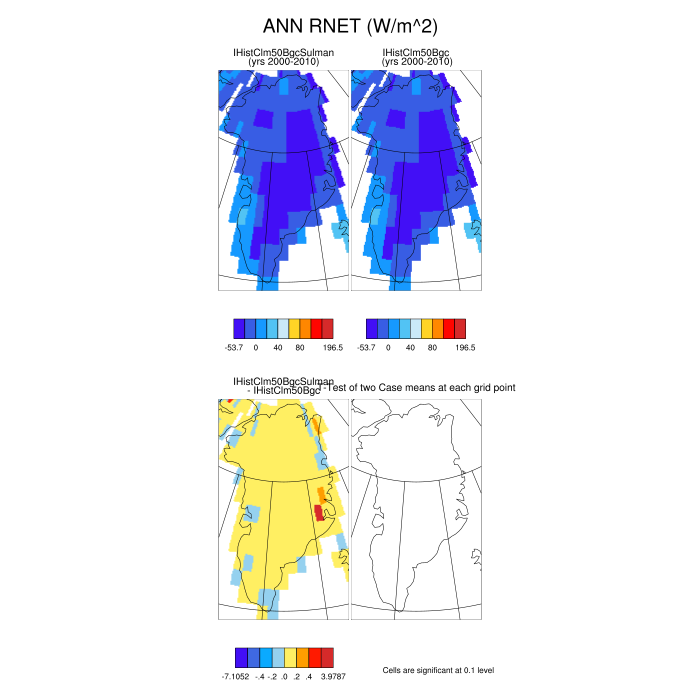 ANN RNET (W/m^2)
IHistClm50BgcSulman
(yrs 2000-2010)
IHistClm50Bgc
(yrs 2000-2010)
-53.7 0 40 80 196.5
-53.7 0 40 80 196.5
IHistClm50BgcSulman
- IHistClm50Bgc
T-Test of two Case means at each grid point
-7.1052 -.4 -.2 .0 .2 .4 3.9787
Cells are significant at 0.1 level